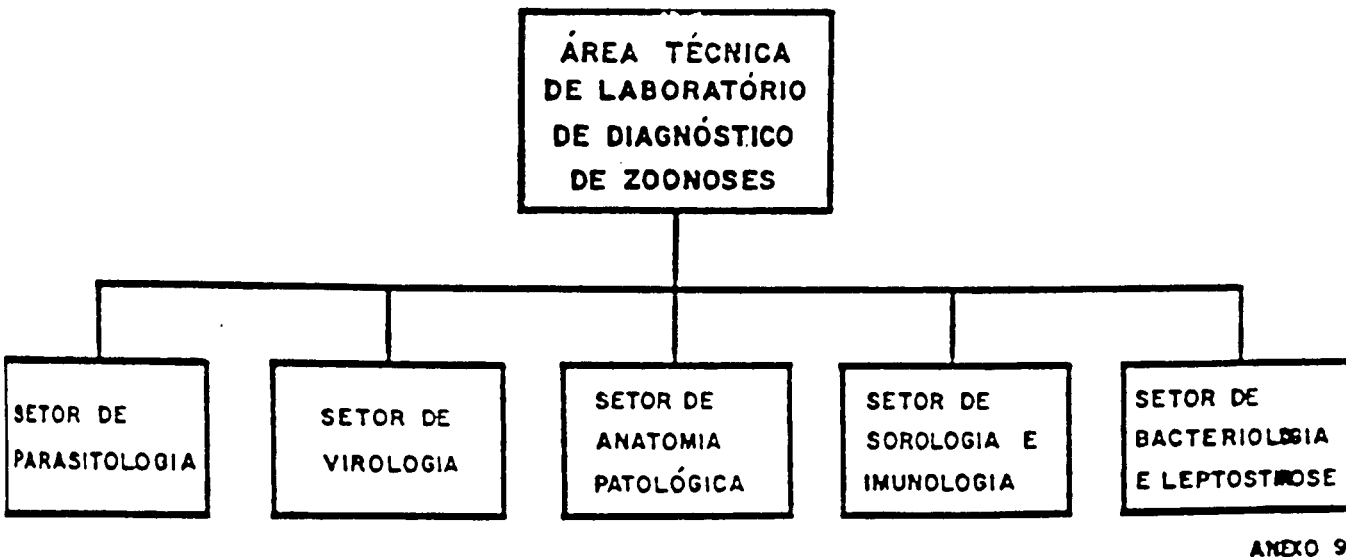 ÁREA TÉCNICA
DE LABORATÓRIO
DE DIAGNÓSTICO
DE ZOONOSES
SETOR DE
PARASITOLOGIA
SETOR DE
VIROLOGIA
SETOR DE
ANATOMIA
PATOLÓGICA
SETOR DE
SOROLOGIA E
IMUNOLOGIA
SETOR DE
BACTERIOLOGIA
E
ANEXO 9